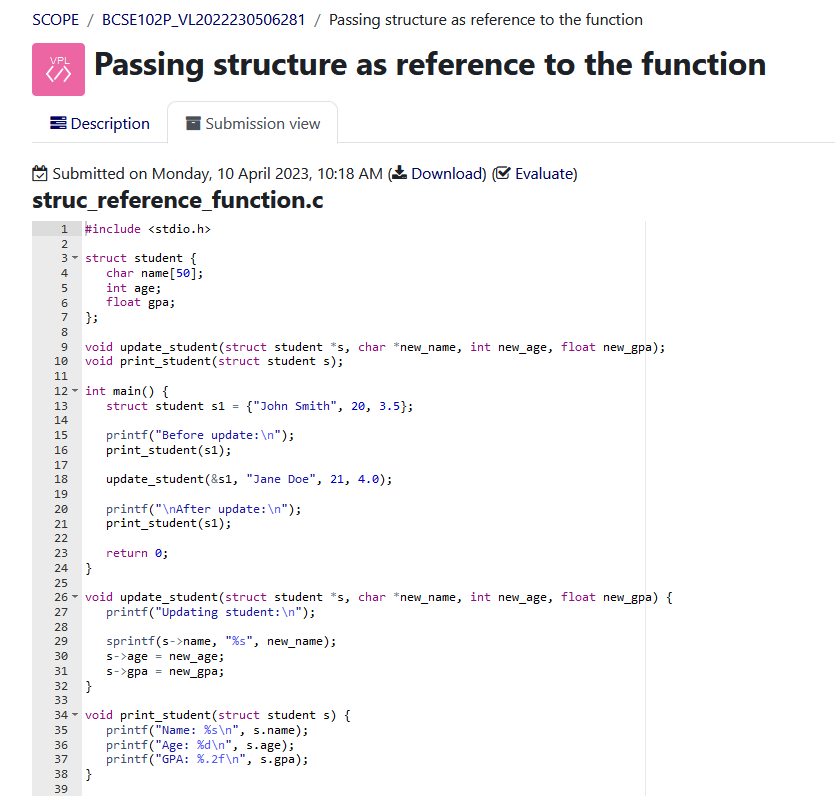 SCOPE / BCSE102P_VL2022230506281 / Passing structure as reference to the function
VPL
</>
Passing structure as reference to the function
Description
Submission view
Submitted on Monday, 10 April 2023, 10:18 AM (Download) (Evaluate)
struc_reference_function.c
1 #include <stdio.h>
2
3 struct student {
4    char name[50];
5    int age;
6    float gpa;
7 };
8
9 void update_student(struct student *s, char *new_name, int new_age, float new_gpa);
10 void print_student(struct student s);
11
12 int main() {
13    struct student s1 = {"John Smith", 20, 3.5};
14
15    printf("Before update:\n");
16    print_student(s1);
17
18    update_student(&s1, "Jane Doe", 21, 4.0);
19
20    printf("\nAfter update:\n");
21    print_student(s1);
22
23    return 0;
24 }
25
26 void update_student(struct student *s, char *new_name, int new_age, float new_gpa) {
27    printf("Updating student:\n");
28
29    sprintf(s->name, "%s", new_name);
30    s->age = new_age;
31    s->gpa = new_gpa;
32 }
33
34 void print_student(struct student s) {
35    printf("Name: %s\n", s.name);
36    printf("Age: %d\n", s.age);
37    printf("GPA: %.2f\n", s.gpa);
38 }
39